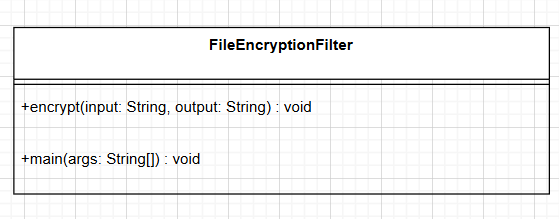 FileEncryptionFilter
+encrypt(input: String, output: String) : void
+main(args: String[]) : void